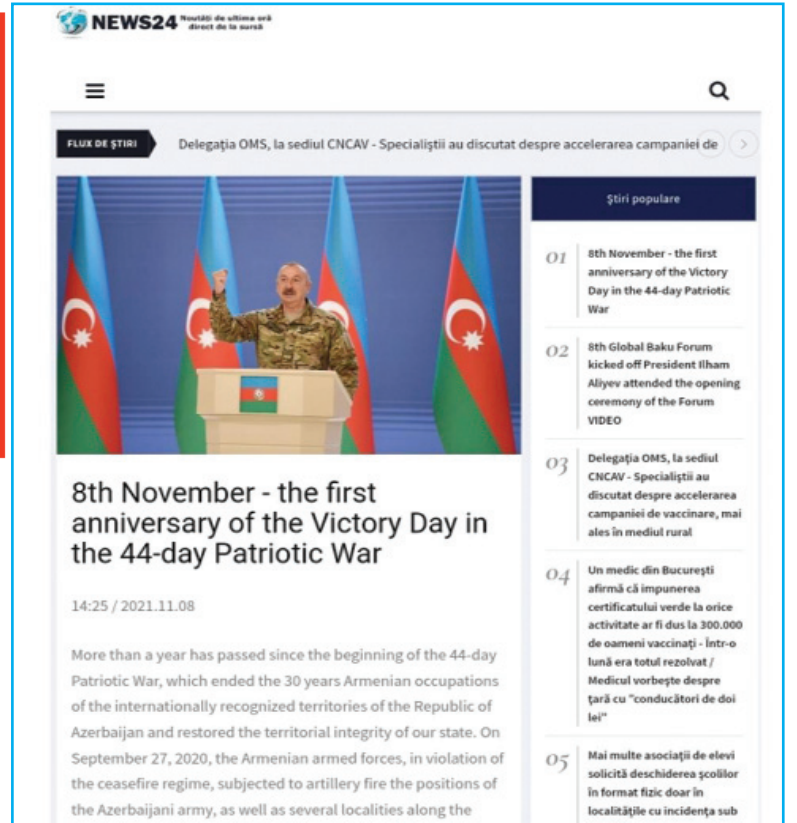 NEWS24 Noutăți de ultima oră
direct de la sursă
FLUX DE ȘTIRI
Delegația OMS, la sediul CNCAV - Specialiștii au discutat despre accelerarea campaniei de
8th November - the first
anniversary of the Victory Day in
the 44-day Patriotic War
14:25 / 2021.11.08
More than a year has passed since the beginning of the 44-day
Patriotic War, which ended the 30 years Armenian occupations
of the internationally recognized territories of the Republic of
Azerbaijan and restored the territorial integrity of our state. On
September 27, 2020, the Armenian armed forces, in violation of
the ceasefire regime, subjected to artillery fire the positions of
the Azerbaijani army, as well as several localities along the
Știri populare
01
8th November - the first
anniversary of the Victory
Day in the 44-day Patriotic
War
02
8th Global Baku Forum
kicked off President Ilham
Aliyev attended the opening
ceremony of the Forum
VIDEO
03
Delegația OMS, la sediul
CNCAV - Specialiștii au
discutat despre accelerarea
campaniei de vaccinare, mai
ales în mediul rural
04
Un medic din București
afirmă că impunerea
certificatului verde la orice
activitate ar fi dus la 300.000
de oameni vaccinați - Într-o
lună era totul rezolvat /
Medicul vorbește despre
țară cu "conducători de doi
lei"
05
Mai multe asociații de elevi
solicită deschiderea școlilor
în format fizic doar în
localitățile cu incidența sub